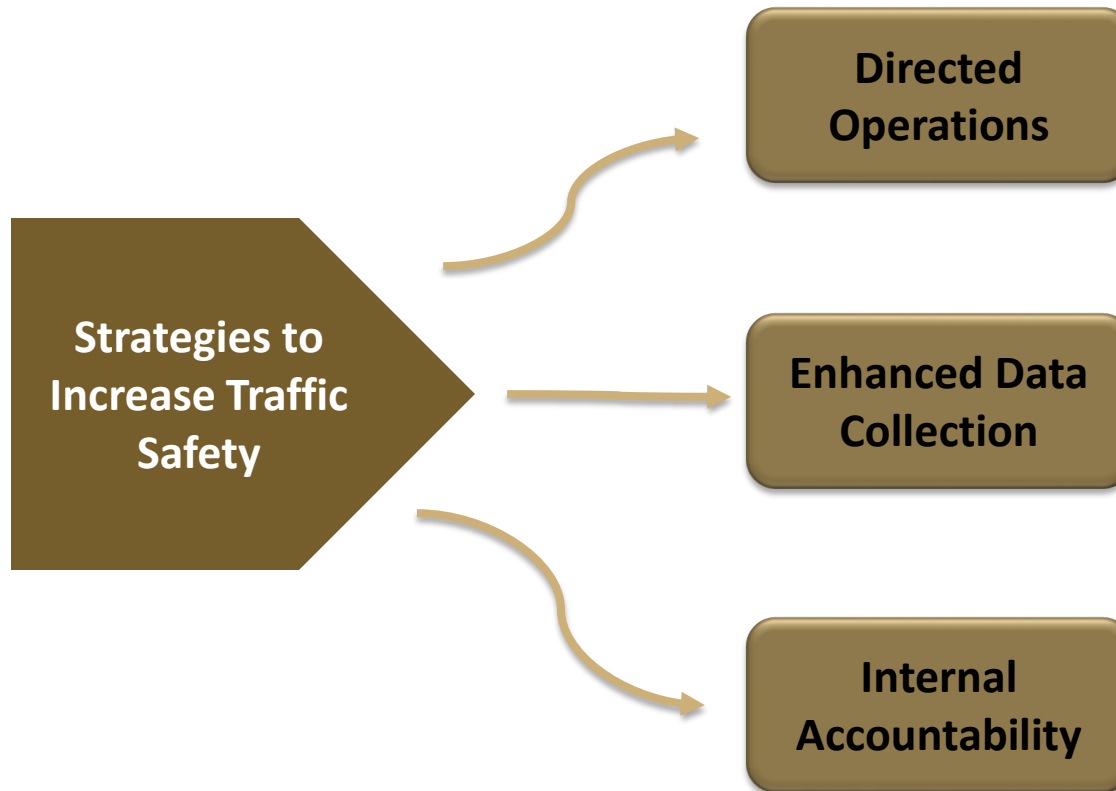 Directed
Operations
Strategies to
Increase Traffic
Safety
Enhanced Data
Collection
Internal
Accountability